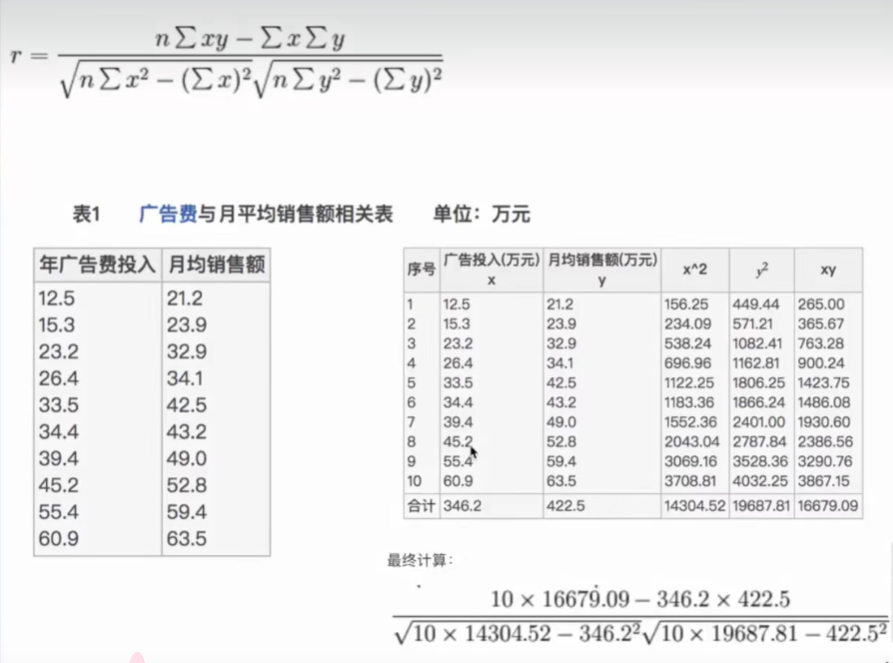 r = \frac{n\sum xy - \sum x \sum y}{\sqrt{n\sum x^2 - (\sum x)^2}\sqrt{n\sum y^2 - (\sum y)^2}}
表1 广告费与月平均销售额相关表 单位：万元
年广告费投入 月均销售额
12.5 21.2
15.3 23.9
23.2 32.9
26.4 34.1
33.5 42.5
34.4 43.2
39.4 49.0
45.2 52.8
55.4 59.4
60.9 63.5
序号 广告投入(万元) x 月均销售额(万元) y x^2 y² xy
1 12.5 21.2 156.25 449.44 265.00
2 15.3 23.9 234.09 571.21 365.67
3 23.2 32.9 538.24 1082.41 763.28
4 26.4 34.1 696.96 1162.81 900.24
5 33.5 42.5 1122.25 1806.25 1423.75
6 34.4 43.2 1183.36 1866.24 1486.08
7 39.4 49.0 1552.36 2401.00 1930.60
8 45.2 52.8 2043.04 2787.84 2386.56
9 55.4 59.4 3069.16 3528.36 3290.76
10 60.9 63.5 3708.81 4032.25 3867.15
合计 346.2 422.5 14304.52 19687.81 16679.09
最终计算：
\frac{10 × 16679.09 − 346.2 × 422.5}{\sqrt{10 × 14304.52 − 346.2^2}\sqrt{10 × 19687.81 − 422.5^2}}